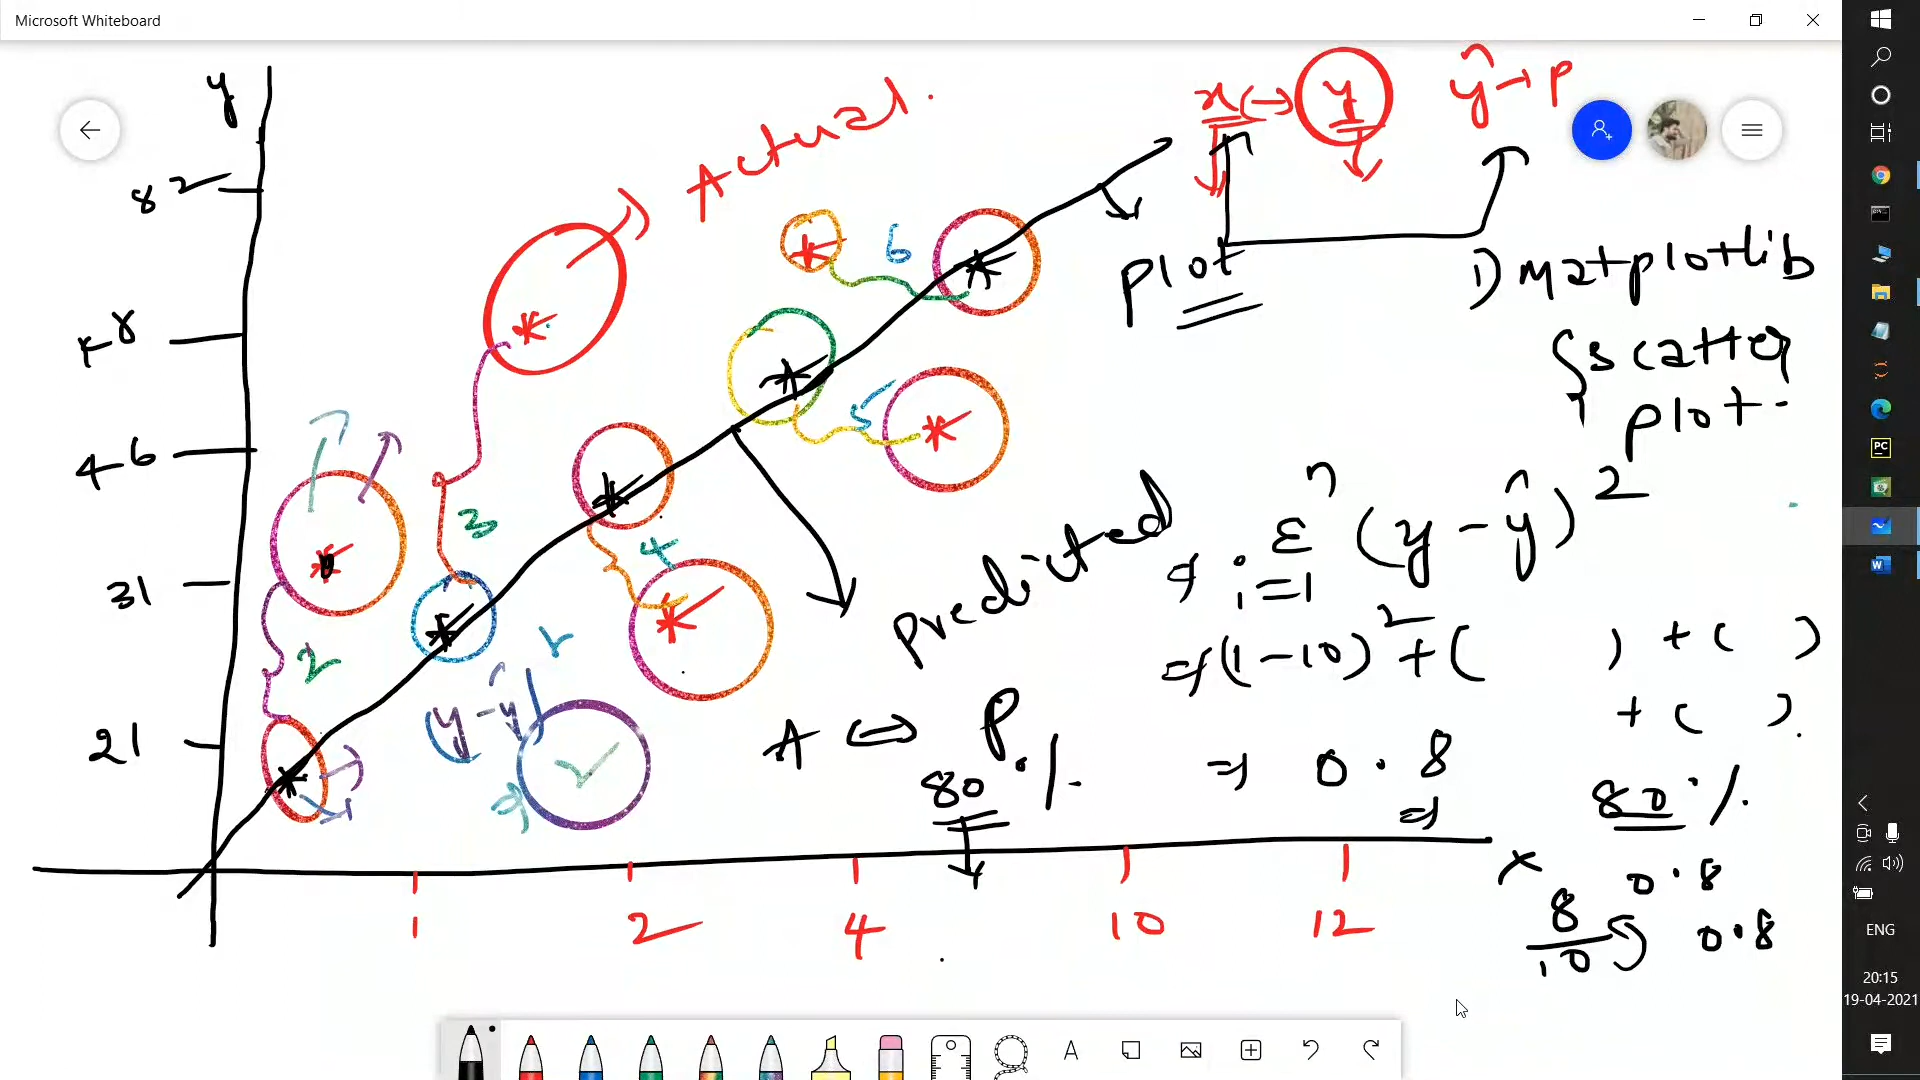 Microsoft Whiteboard
y
Actual.
x ↔ y
ŷ → P
82
6
plot
1) matplotlib
scatter
plot
46
5
3
4
predicted
⇒ n Σ i=1 (y - ŷ)²
31
2
⇒ (1-10)² + ( ) + ( )
+ ( ).
21
(y - ŷ)
A ↔ P
80%
⇒ 0.8
⇒
80%
0.8
x
8/10
0.8
1
2
4
10
12
PC
W
A
ENG
20:15
19-04-2021